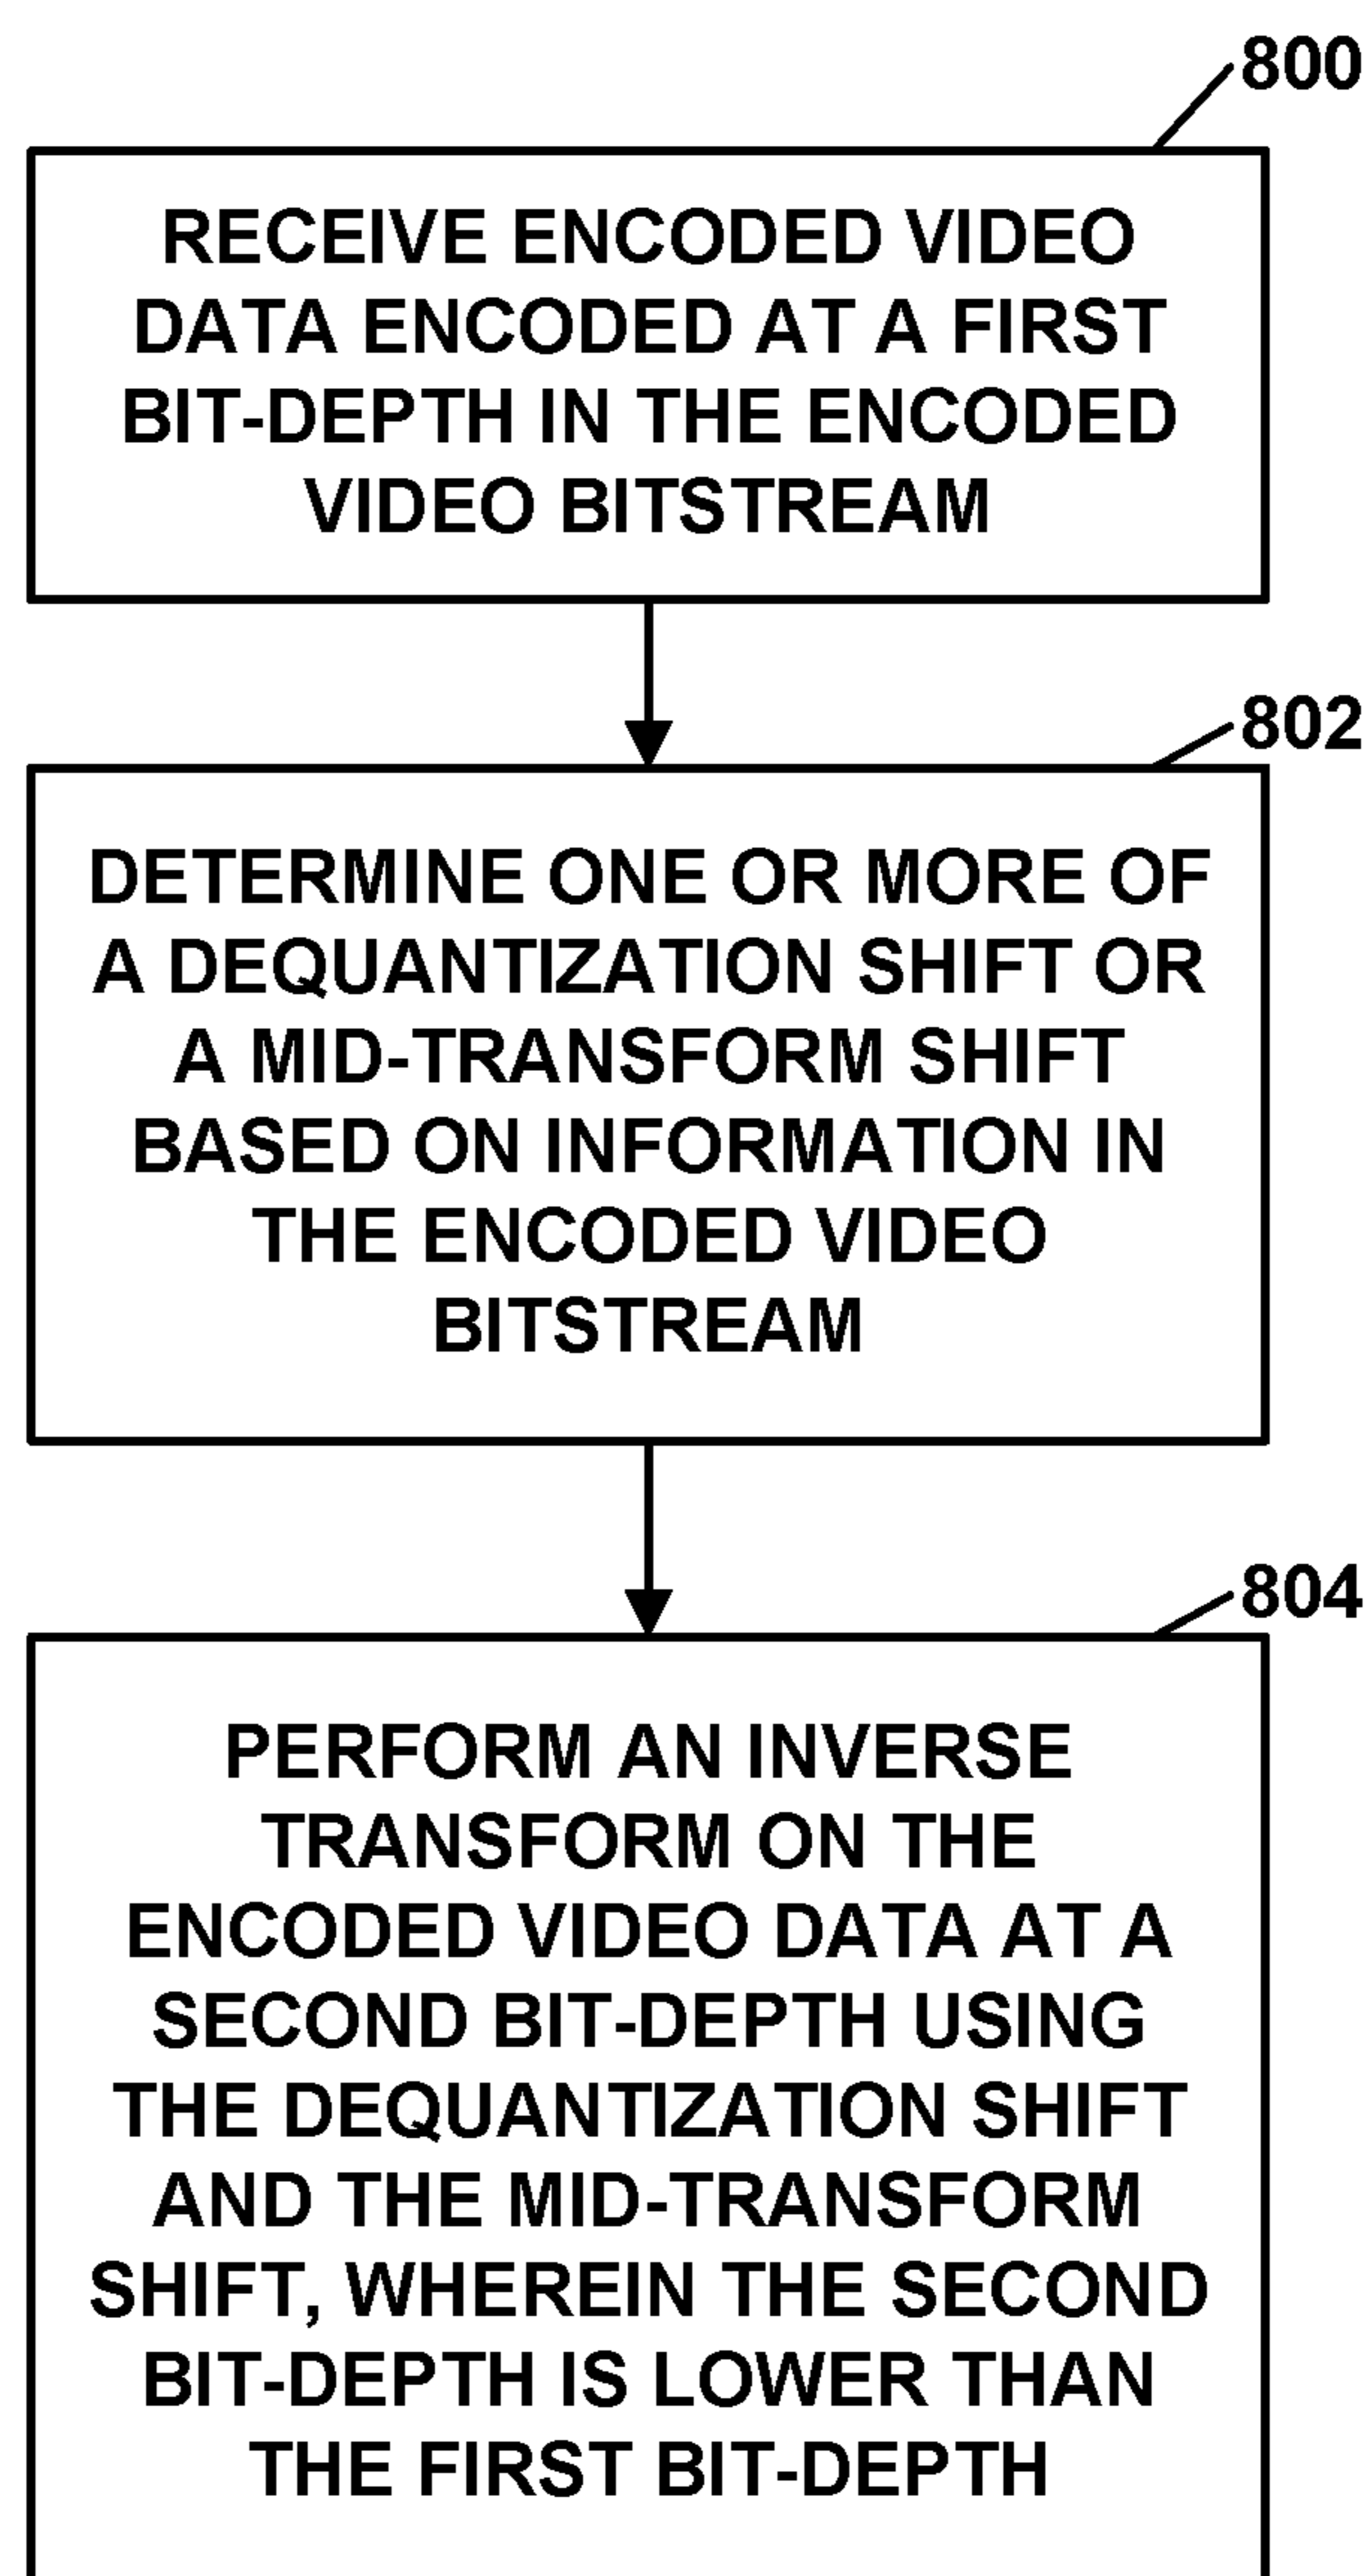 800
RECEIVE ENCODED VIDEO
DATA ENCODED AT A FIRST
BIT-DEPTH IN THE ENCODED
VIDEO BITSTREAM
802
DETERMINE ONE OR MORE OF
A DEQUANTIZATION SHIFT OR
A MID-TRANSFORM SHIFT
BASED ON INFORMATION IN
THE ENCODED VIDEO
BITSTREAM
804
PERFORM AN INVERSE
TRANSFORM ON THE
ENCODED VIDEO DATA AT A
SECOND BIT-DEPTH USING
THE DEQUANTIZATION SHIFT
AND THE MID-TRANSFORM
SHIFT, WHEREIN THE SECOND
BIT-DEPTH IS LOWER THAN
THE FIRST BIT-DEPTH